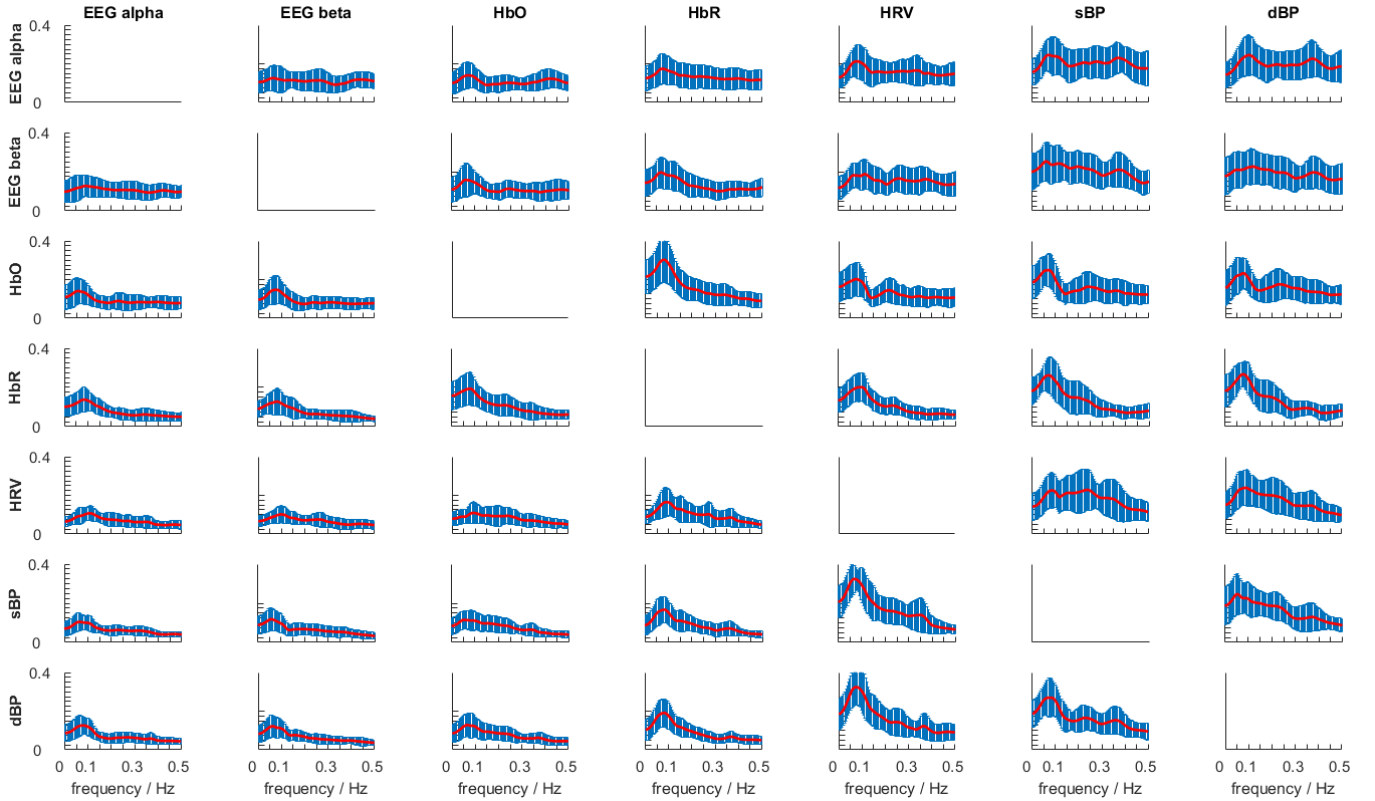 EEG alpha EEG beta HbO HbR HRV sBP dBP
EEG alpha 0.4 0
EEG beta 0.4 0
HbO 0.4 0
HbR 0.4 0
HRV 0.4 0
sBP 0.4 0
dBP 0.4 0
0 0.1 0.3 0.5 0 0.1 0.3 0.5 0 0.1 0.3 0.5 0 0.1 0.3 0.5 0 0.1 0.3 0.5 0 0.1 0.3 0.5 0 0.1 0.3 0.5
frequency / Hz frequency / Hz frequency / Hz frequency / Hz frequency / Hz frequency / Hz frequency / Hz